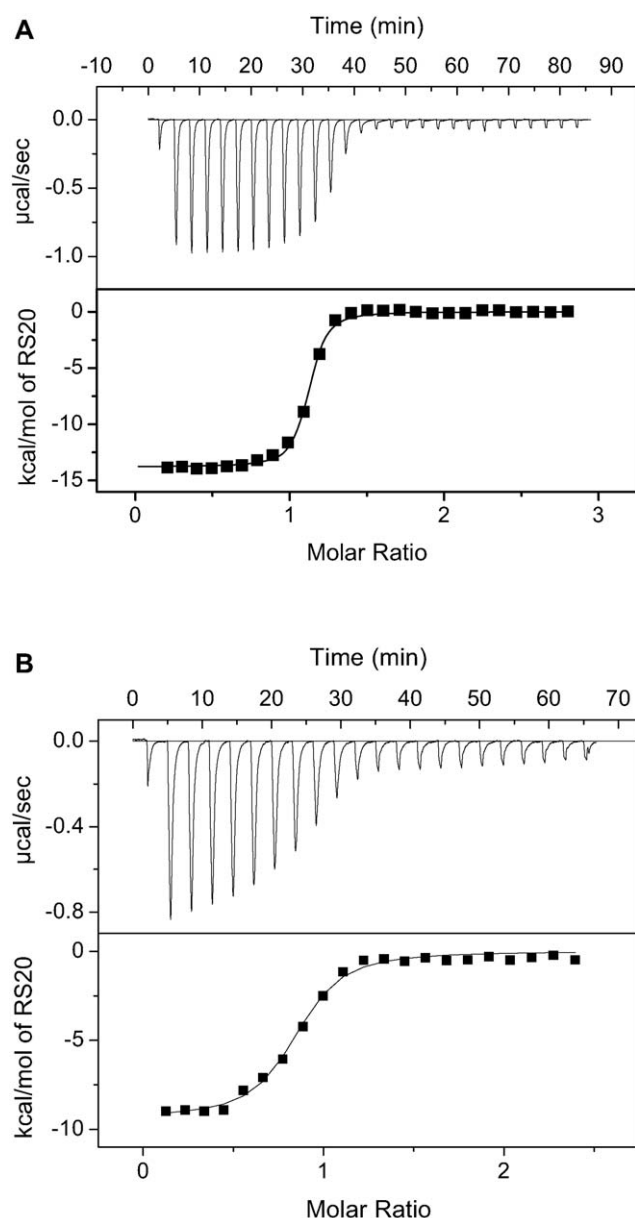 A
Time (min)
-10 0 10 20 30 40 50 60 70 80 90
0.0
-0.5
-1.0
µcal/sec
0
-5
-10
-15
kcal/mol of RS20
0 1 2 3
Molar Ratio
B
Time (min)
0 10 20 30 40 50 60 70
0.0
-0.4
-0.8
µcal/sec
0
-5
-10
kcal/mol of RS20
0 1 2
Molar Ratio